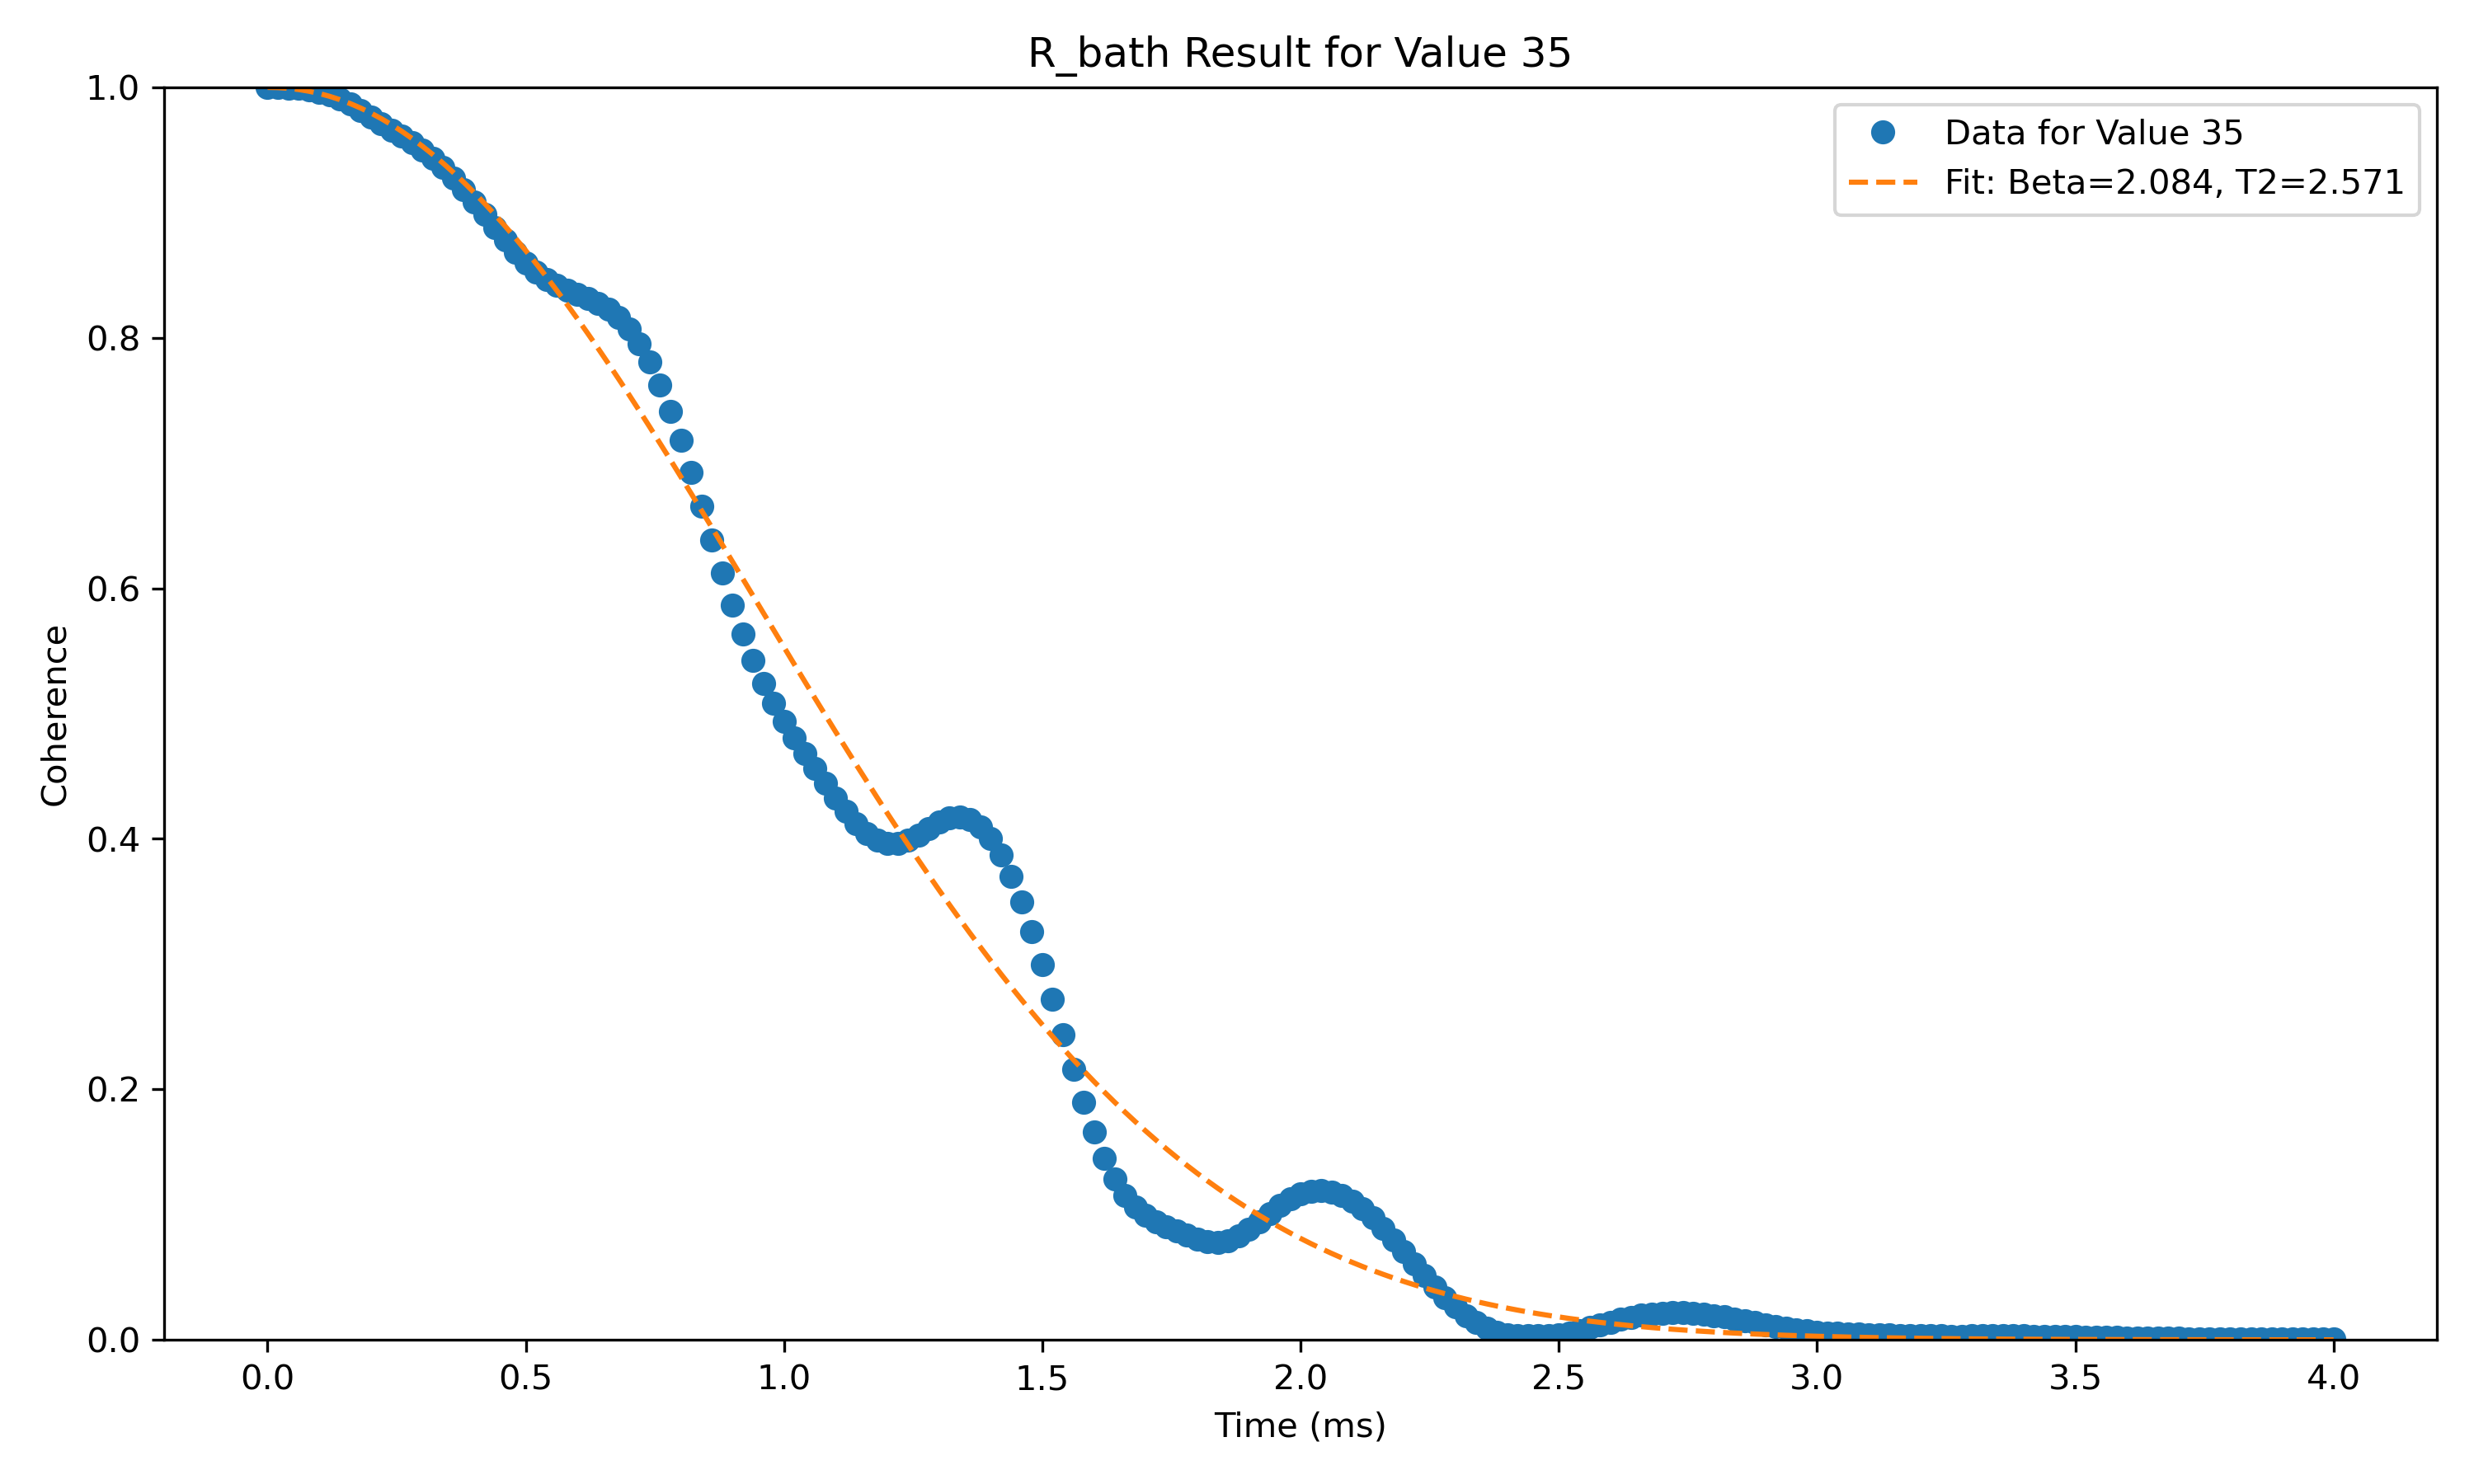 R_bath Result for Value 35
Data for Value 35
Fit: Beta=2.084, T2=2.571
Coherence
1.0
0.8
0.6
0.4
0.2
0.0
0.0 0.5 1.0 1.5 2.0 2.5 3.0 3.5 4.0
Time (ms)